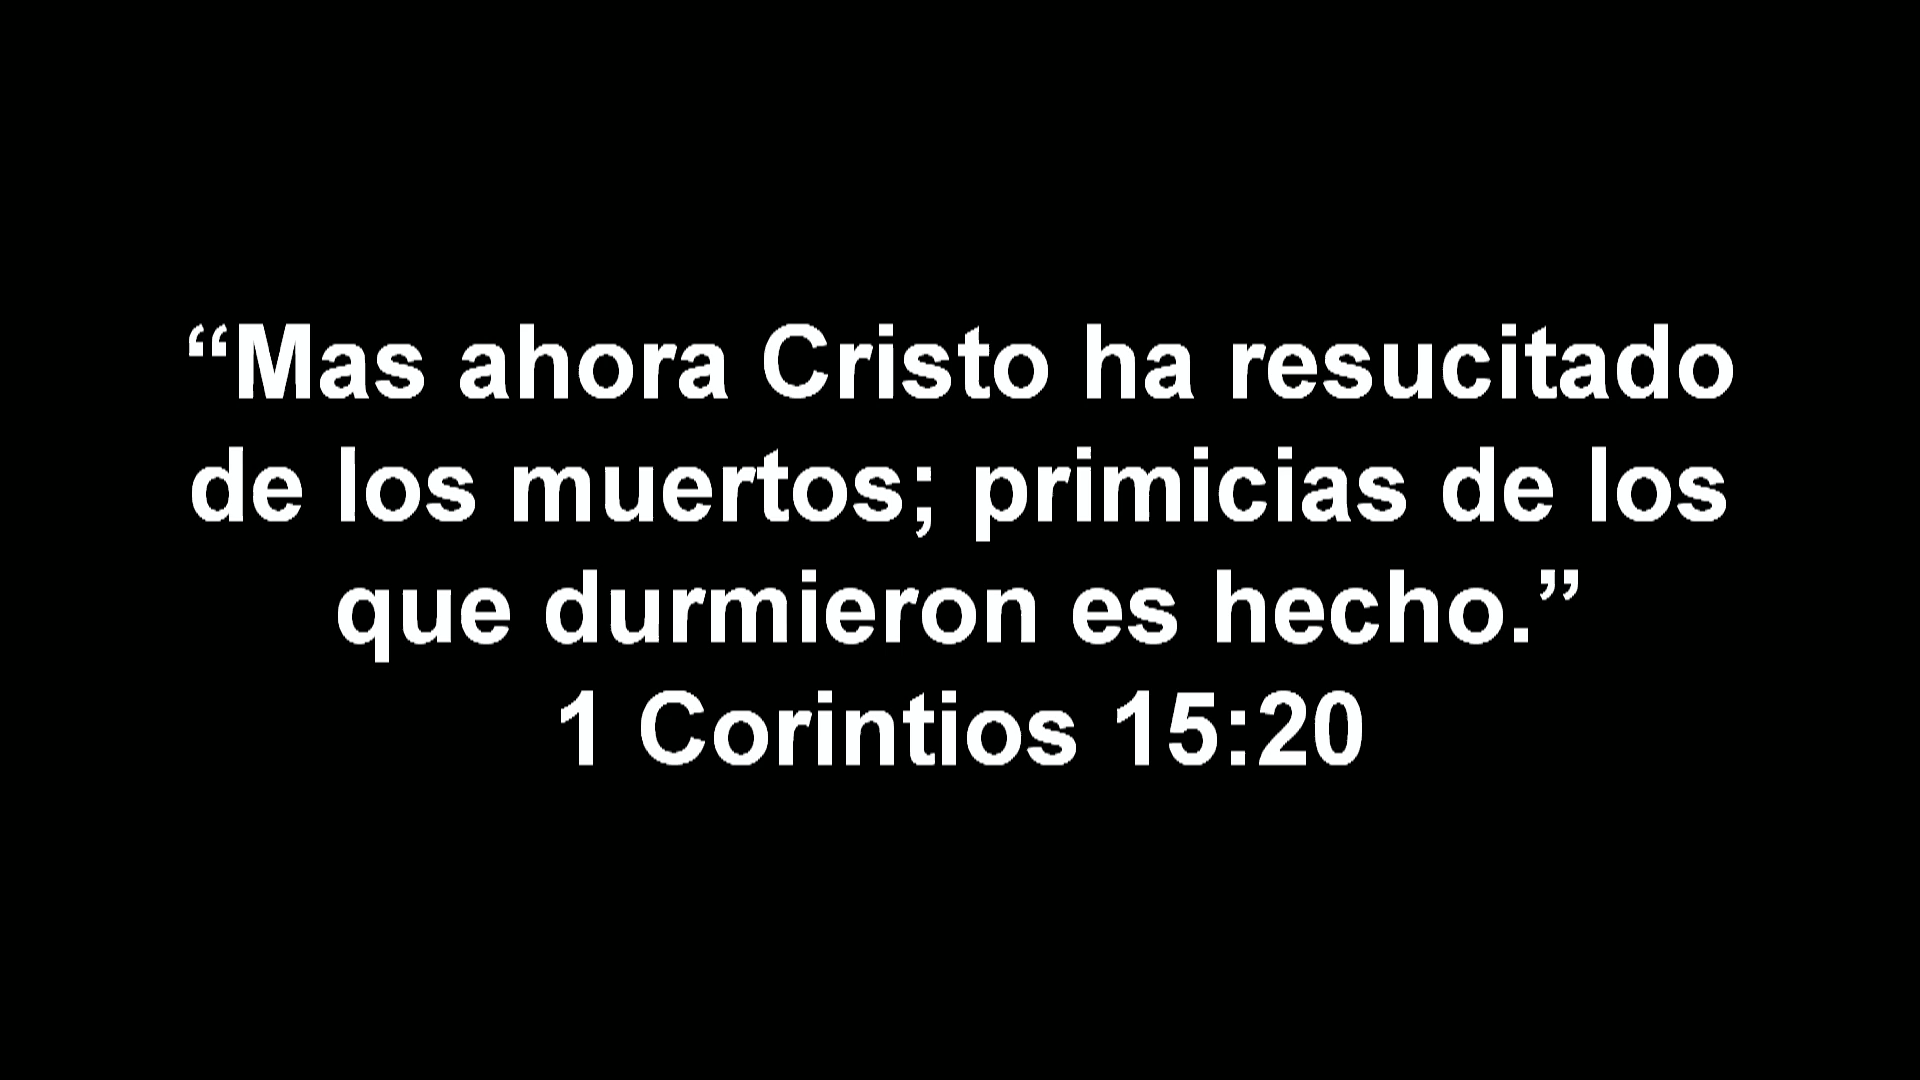 “Mas ahora Cristo ha resucitado
de los muertos; primicias de los
que durmieron es hecho.”
1 Corintios 15:20